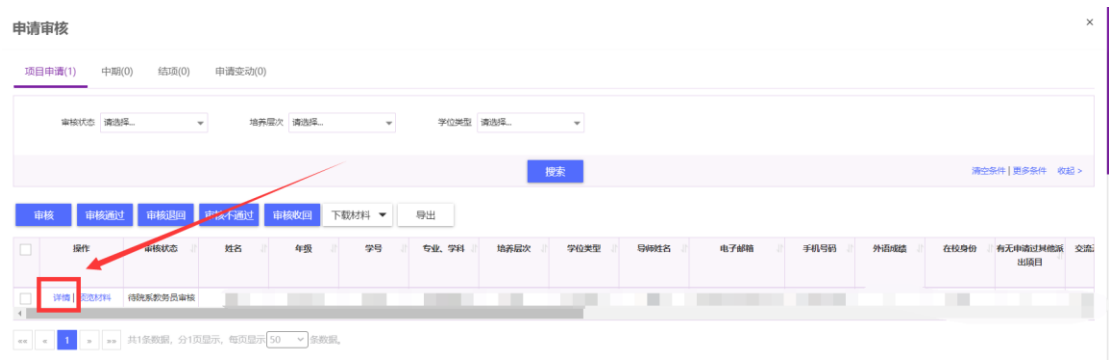 申请审核 ×
项目申请(1) 中期(0) 结项(0) 申请变动(0)
审核状态 请选择... 培养层次 请选择... 学位类型 请选择...
搜索 清空条件 | 更多条件 收起 >
审核 审核通过 审核退回 审核不通过 审核收回 下载材料 导出
操作 审核状态 姓名 年级 学号 专业、学科 培养层次 学位类型 导师姓名 电子邮箱 手机号码 外语成绩 在校身份 有无申请过其他派 交流
出项目
详情 | 预览材料 待院系教务员审核
«« « 1 » »» 共1条数据，分1页显示，每页显示 50 条数据。